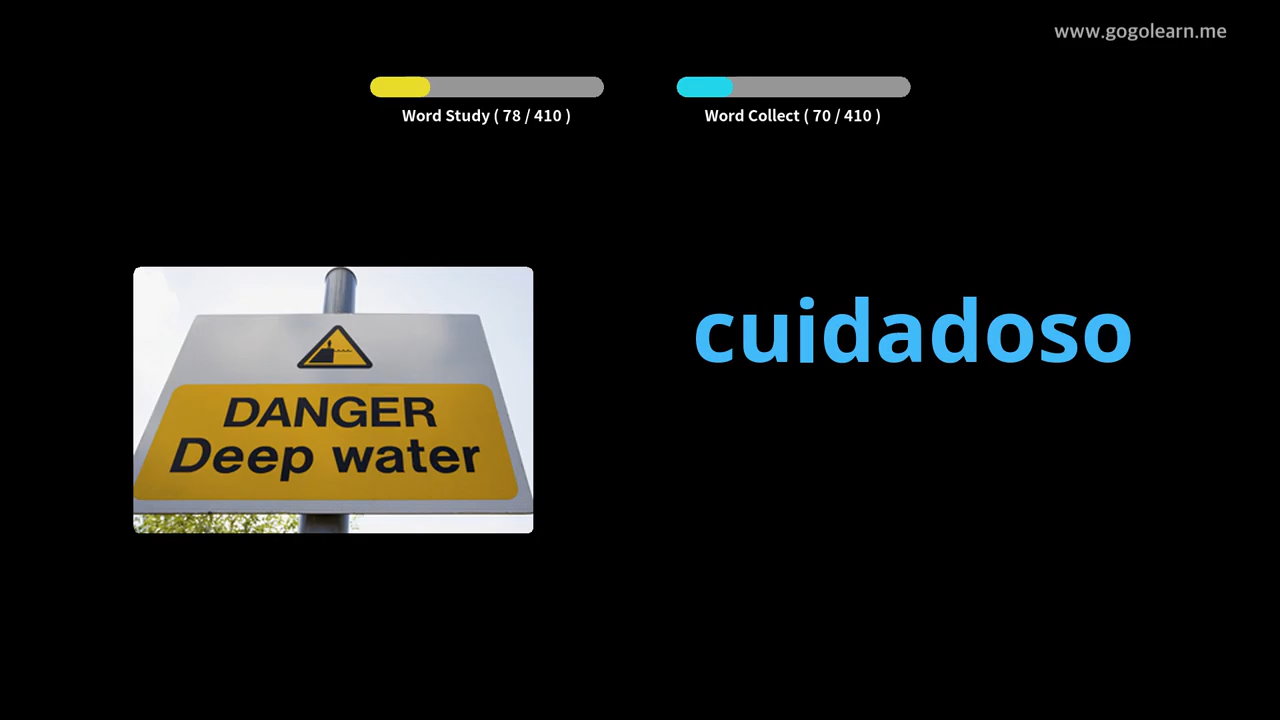 www.gogolearn.me
Word Study ( 78 / 410 )
Word Collect ( 70 / 410 )
DANGER
Deep water
cuidadoso